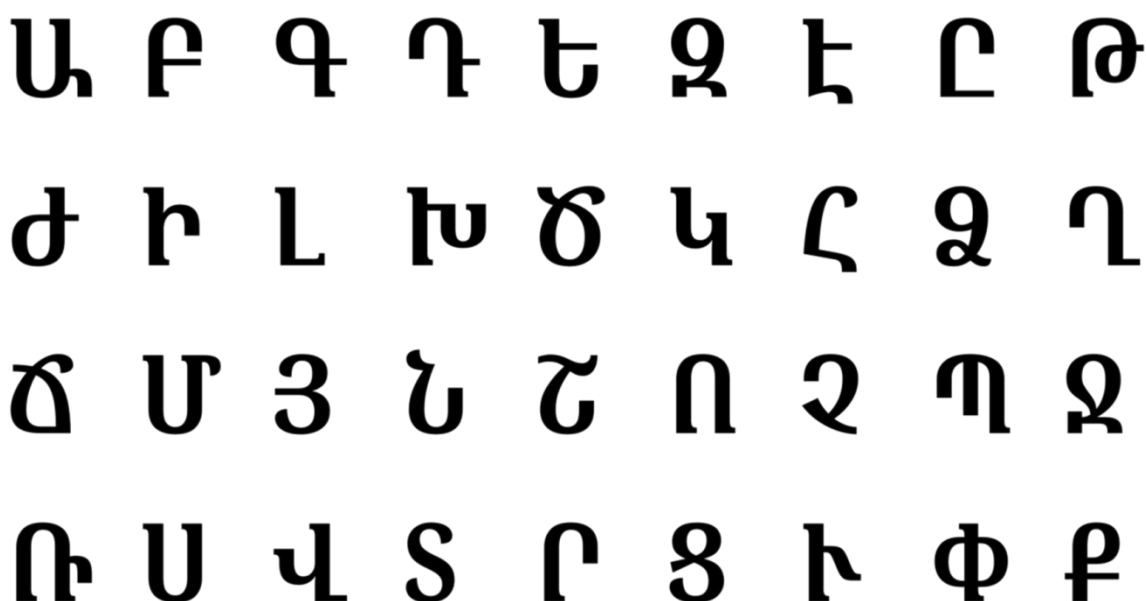 Ա Բ Գ Դ Ե Զ Է Ը Թ
Ժ Ի Լ Խ Ծ Կ Հ Ձ Ղ
Ճ Մ Յ Ն Շ Ո Չ Պ Ջ
Ռ Ս Վ Տ Ր Ց Ւ Փ Ք